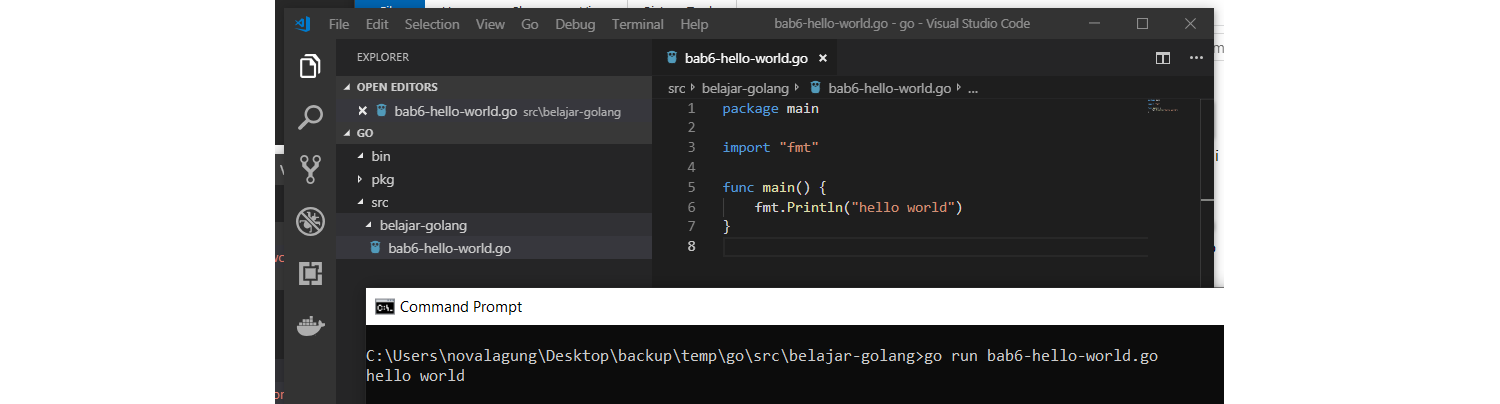 File Edit Selection View Go Debug Terminal Help bab6-hello-world.go - go - Visual Studio Code
EXPLORER
OPEN EDITORS
bab6-hello-world.go src\belajar-golang
GO
bin
pkg
src
belajar-golang
bab6-hello-world.go
bab6-hello-world.go
src belajar-golang bab6-hello-world.go ...
1 package main
2
3 import "fmt"
4
5 func main() {
6 fmt.Println("hello world")
7 }
8
Command Prompt
C:\Users\novalagung\Desktop\backup\temp\go\src\belajar-golang>go run bab6-hello-world.go
hello world